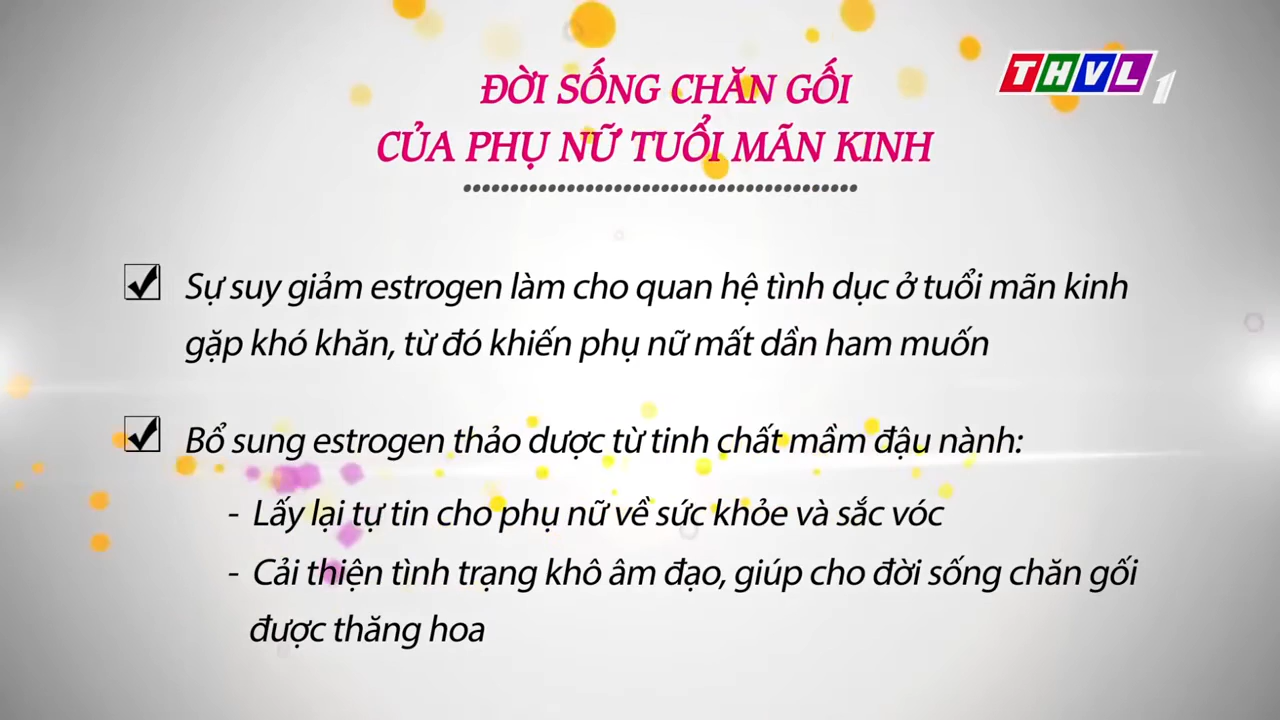 THVL1
ĐỜI SỐNG CHĂN GỐI
CỦA PHỤ NỮ TUỔI MÃN KINH
Sự suy giảm estrogen làm cho quan hệ tình dục ở tuổi mãn kinh
gặp khó khăn, từ đó khiến phụ nữ mất dần ham muốn
Bổ sung estrogen thảo dược từ tinh chất mầm đậu nành:
- Lấy lại tự tin cho phụ nữ về sức khỏe và sắc vóc
- Cải thiện tình trạng khô âm đạo, giúp cho đời sống chăn gối
được thăng hoa